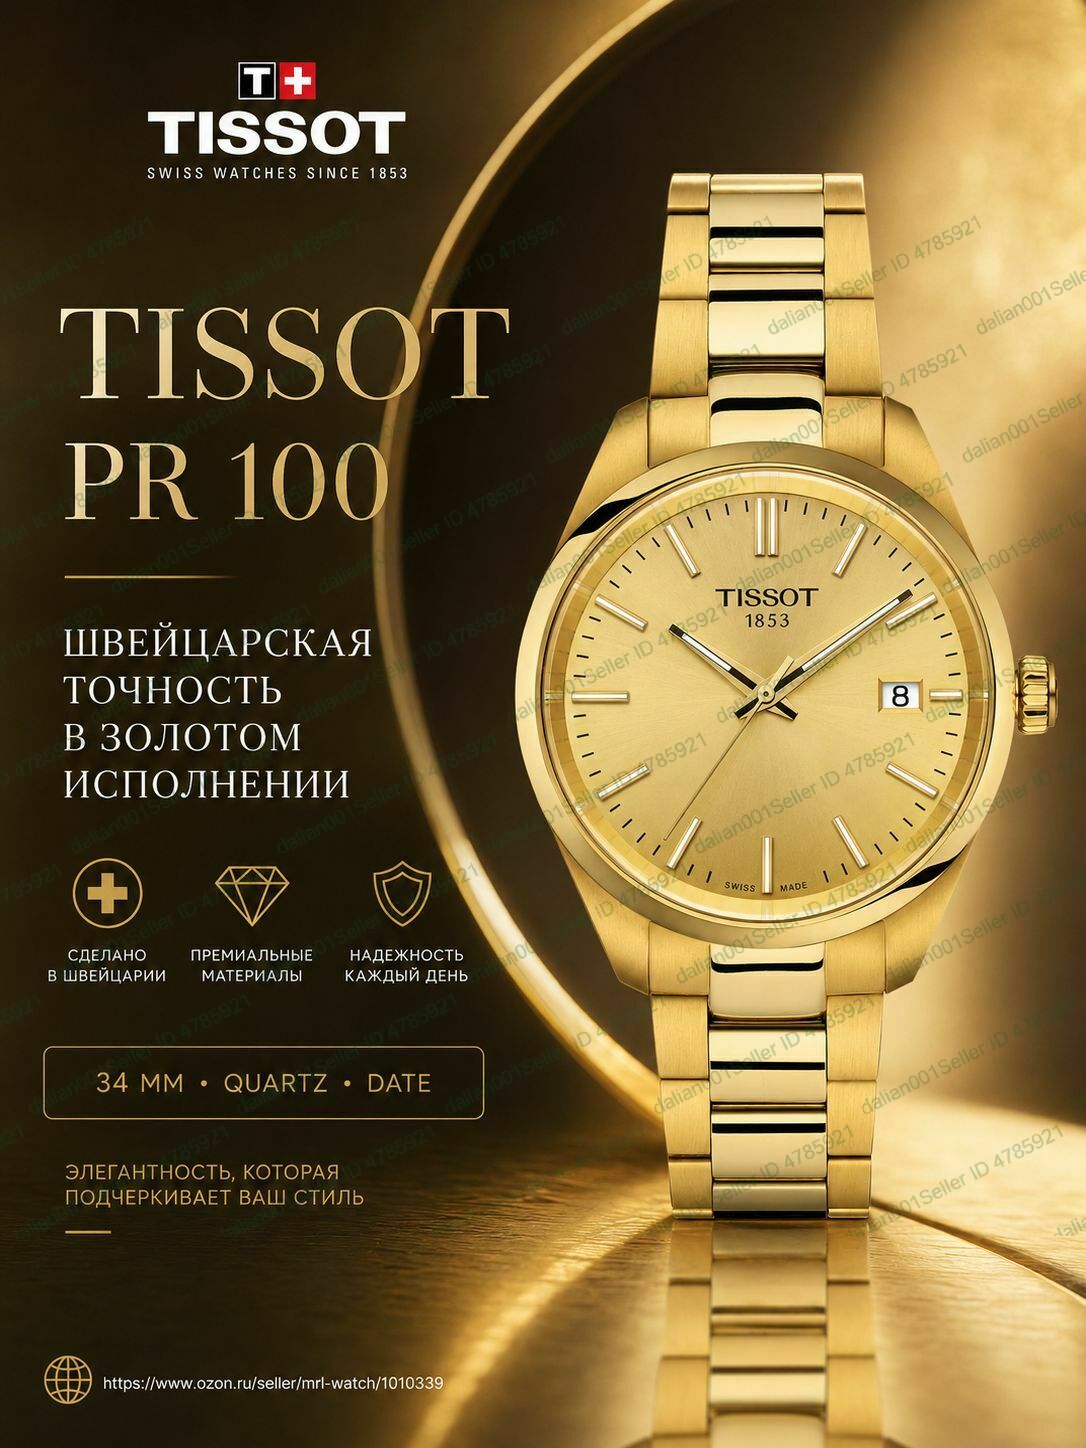 T+
TISSOT
SWISS WATCHES SINCE 1853
TISSOT
PR 100
ШВЕЙЦАРСКАЯ
ТОЧНОСТЬ
В ЗОЛОТОМ
ИСПОЛНЕНИИ
СДЕЛАНО
В ШВЕЙЦАРИИ
ПРЕМИАЛЬНЫЕ
МАТЕРИАЛЫ
НАДЕЖНОСТЬ
КАЖДЫЙ ДЕНЬ
34 MM • QUARTZ • DATE
ЭЛЕГАНТНОСТЬ, КОТОРАЯ
ПОДЧЕРКИВАЕТ ВАШ СТИЛЬ
https://www.ozon.ru/seller/mrl-watch/1010339
TISSOT
1853
8
SWISS MADE
dalian001Seller ID 4785921